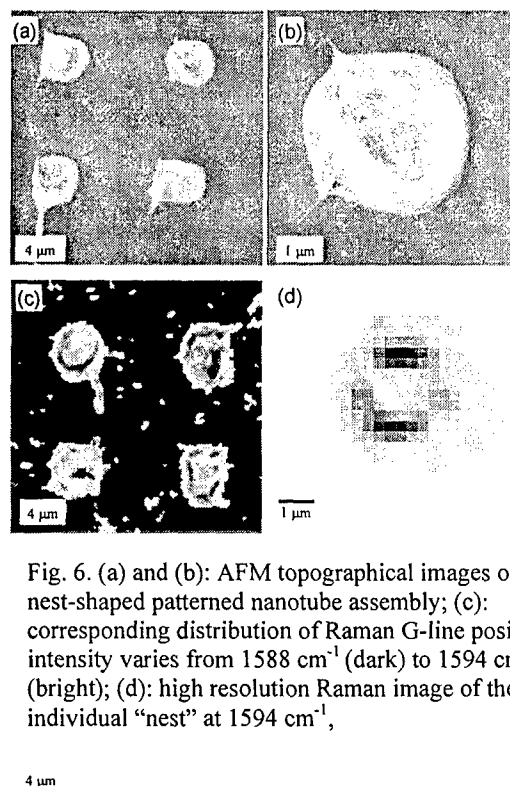 (a)
(b)
4 µm
1 µm
(c)
(d)
4 µm
1 µm
Fig. 6. (a) and (b): AFM topographical images o
nest-shaped patterned nanotube assembly; (c):
corresponding distribution of Raman G-line posi
intensity varies from 1588 cm⁻¹ (dark) to 1594 c
(bright); (d): high resolution Raman image of the
individual “nest” at 1594 cm⁻¹,
4 µm